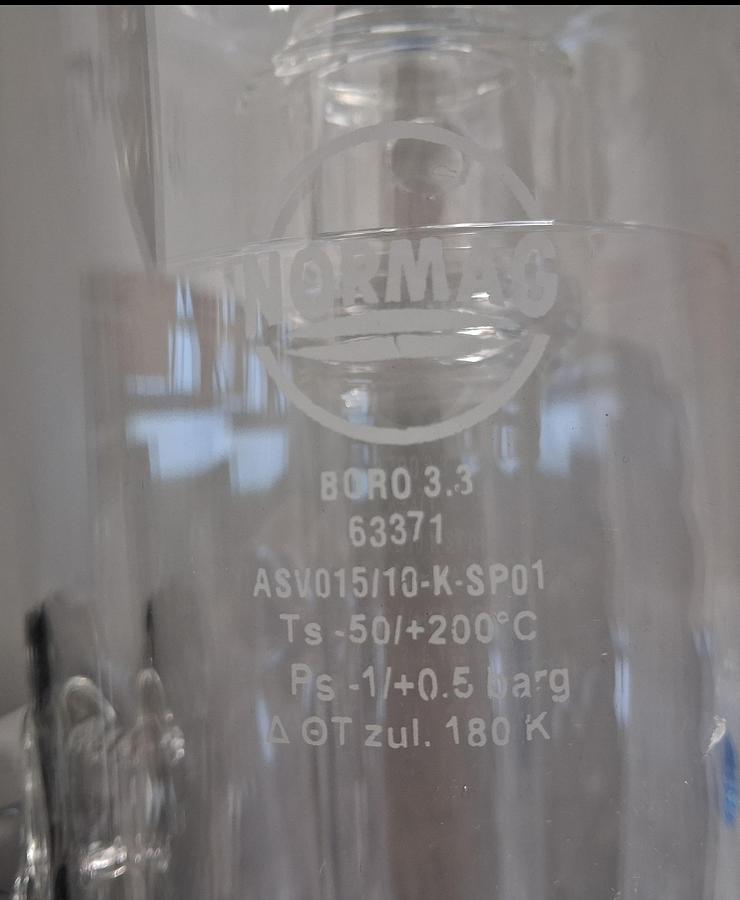 NORMAG
BORO 3.3
63371
ASV015/10-K-SP01
Ts -50/+200°C
Ps -1/+0.5 barg
Δ ΘT zul. 180 K